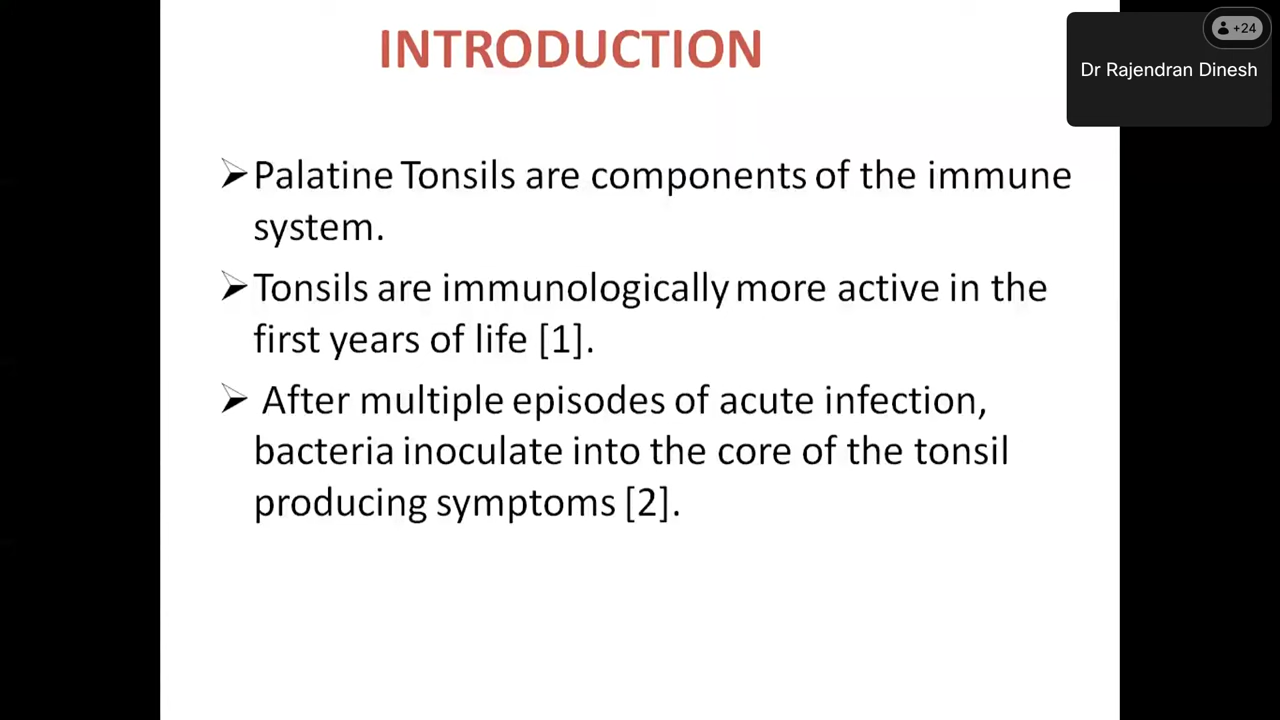 INTRODUCTION
+24
Dr Rajendran Dinesh
➢Palatine Tonsils are components of the immune
system.
➢Tonsils are immunologically more active in the
first years of life [1].
➢ After multiple episodes of acute infection,
bacteria inoculate into the core of the tonsil
producing symptoms [2].